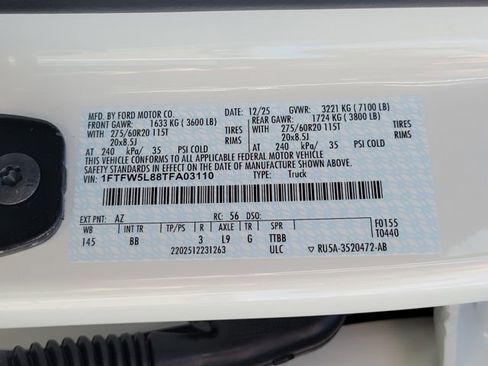 MFD. BY FORD MOTOR CO. DATE: 12/25 GVWR: 3221 KG (7100 LB)
FRONT GAWR: 1633 KG (3600 LB) REAR GAWR: 1724 KG (3800 LB)
WITH 275/60R20 115T TIRES WITH 275/60R20 115T TIRES
20x8.5J RIMS 20x8.5J RIMS
AT 240 kPa/ 35 PSI COLD AT 240 kPa/ 35 PSI COLD
THIS VEHICLE CONFORMS TO ALL APPLICABLE FEDERAL MOTOR VEHICLE
SAFETY STANDARDS IN EFFECT ON THE DATE OF MANUFACTURE SHOWN ABOVE.
VIN: 1FTFW5L88TFA03110 TYPE: Truck
EXT PNT: AZ RC: 56 DSO: F0155
WB INT TR R AXLE TR SPR T0440
145 BB 3 L9 G TTBB
2202512231263 ULC ▽ RU5A-3520472-AB